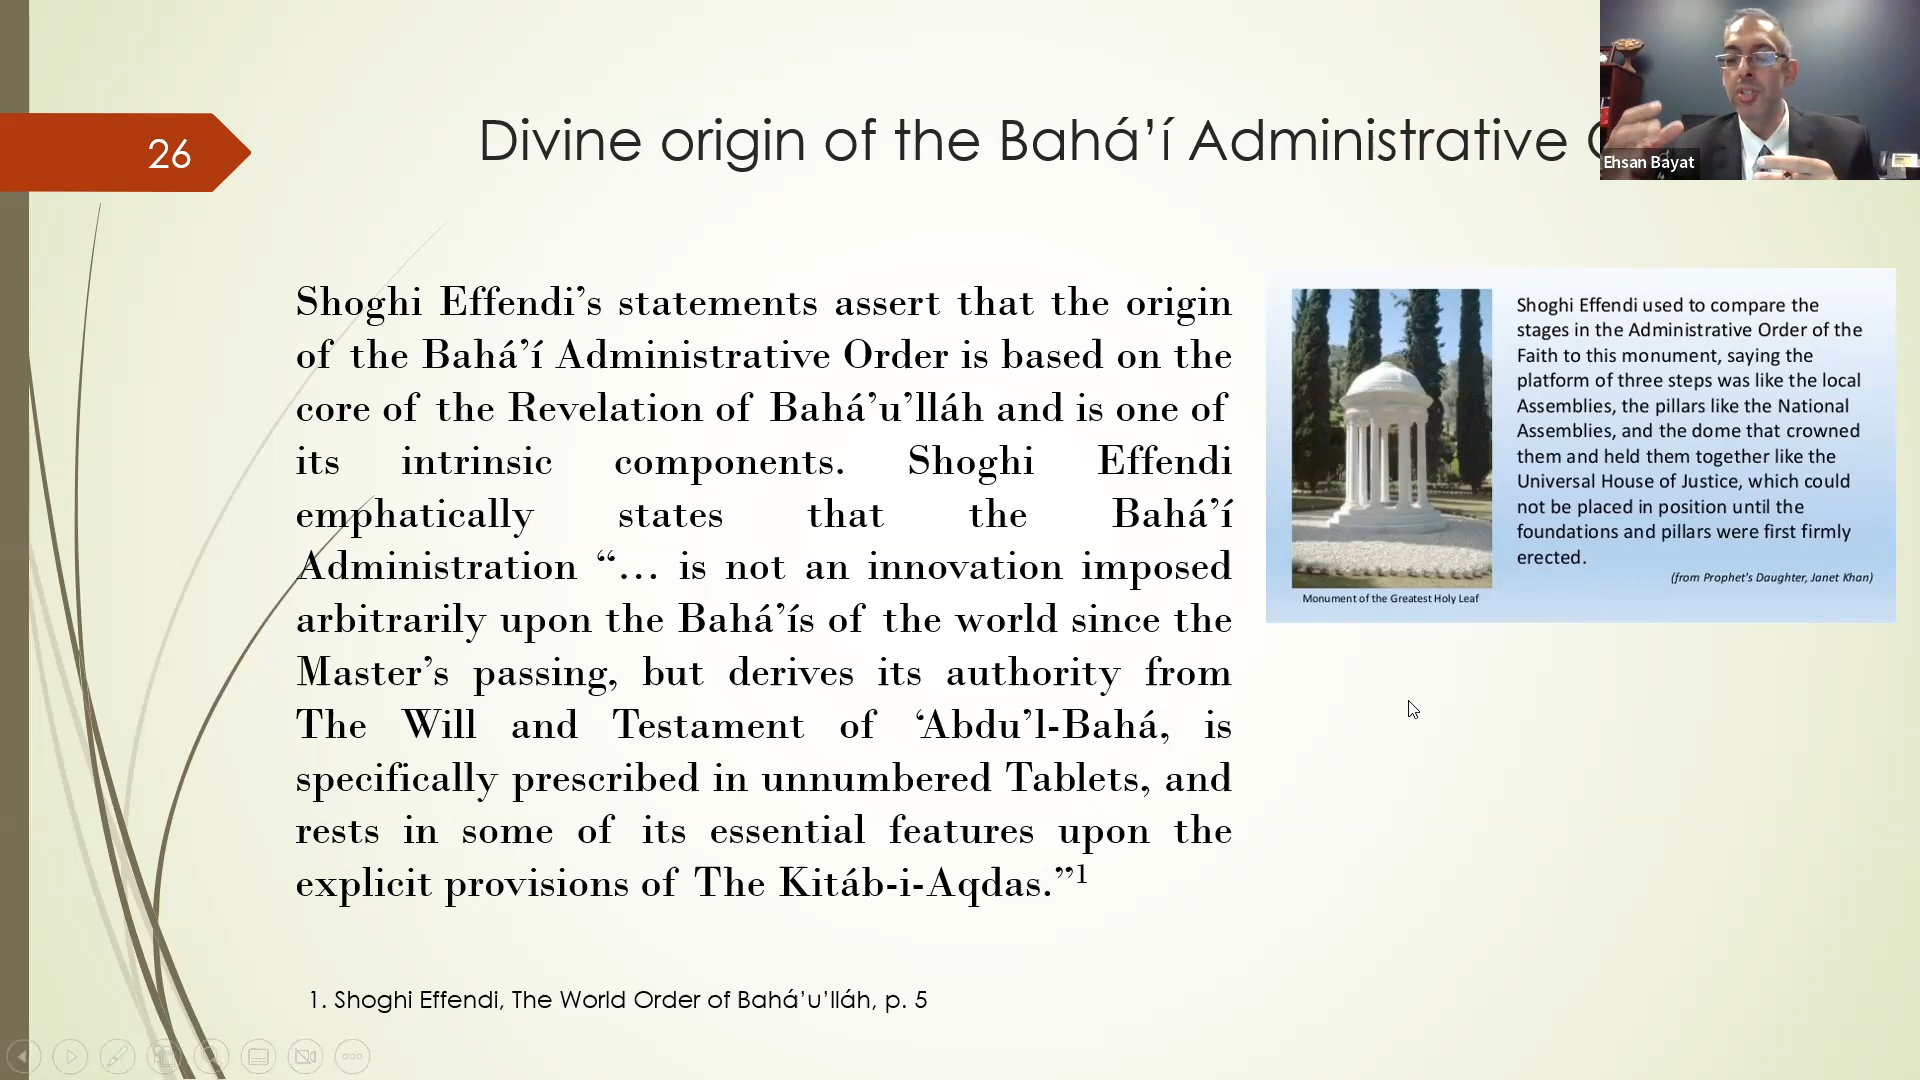 26
Divine origin of the Bahá’í Administrative
Ehsan Bayat
Shoghi Effendi’s statements assert that the origin
of the Bahá’í Administrative Order is based on the
core of the Revelation of Bahá’u’lláh and is one of
its intrinsic components. Shoghi Effendi
emphatically states that the Bahá’í
Administration “… is not an innovation imposed
arbitrarily upon the Bahá’ís of the world since the
Master’s passing, but derives its authority from
The Will and Testament of ‘Abdu’l-Bahá, is
specifically prescribed in unnumbered Tablets, and
rests in some of its essential features upon the
explicit provisions of The Kitáb-i-Aqdas.”¹
Shoghi Effendi used to compare the
stages in the Administrative Order of the
Faith to this monument, saying the
platform of three steps was like the local
Assemblies, the pillars like the National
Assemblies, and the dome that crowned
them and held them together like the
Universal House of Justice, which could
not be placed in position until the
foundations and pillars were first firmly
erected.
(from Prophet's Daughter, Janet Khan)
Monument of the Greatest Holy Leaf
1. Shoghi Effendi, The World Order of Bahá’u’lláh, p. 5